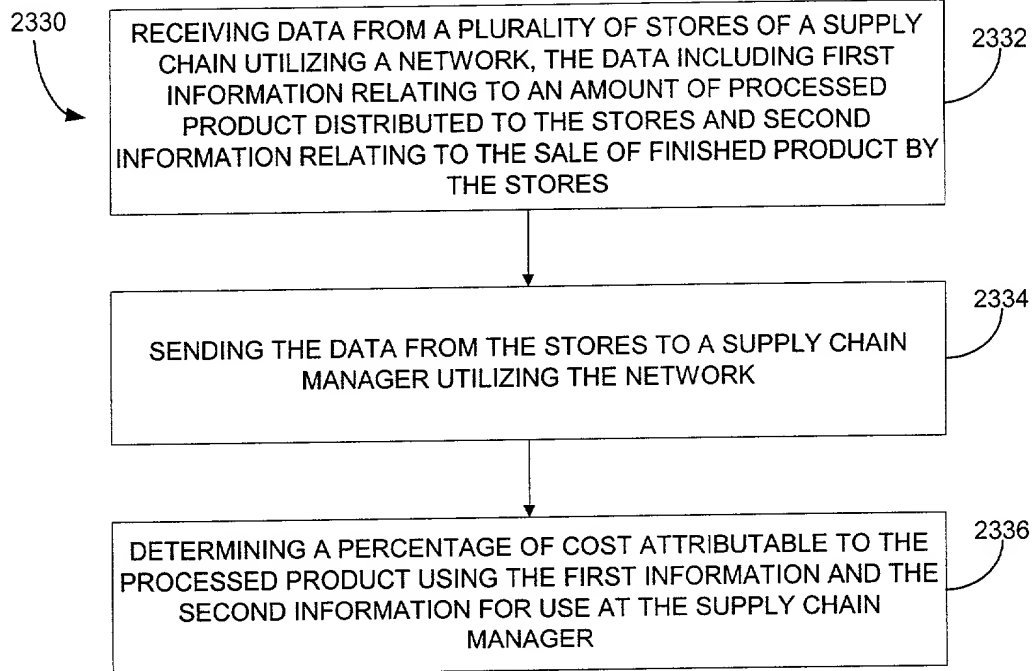 2330
RECEIVING DATA FROM A PLURALITY OF STORES OF A SUPPLY
CHAIN UTILIZING A NETWORK, THE DATA INCLUDING FIRST
INFORMATION RELATING TO AN AMOUNT OF PROCESSED
PRODUCT DISTRIBUTED TO THE STORES AND SECOND
INFORMATION RELATING TO THE SALE OF FINISHED PRODUCT BY
THE STORES
2332
SENDING THE DATA FROM THE STORES TO A SUPPLY CHAIN
MANAGER UTILIZING THE NETWORK
2334
DETERMINING A PERCENTAGE OF COST ATTRIBUTABLE TO THE
PROCESSED PRODUCT USING THE FIRST INFORMATION AND THE
SECOND INFORMATION FOR USE AT THE SUPPLY CHAIN
MANAGER
2336